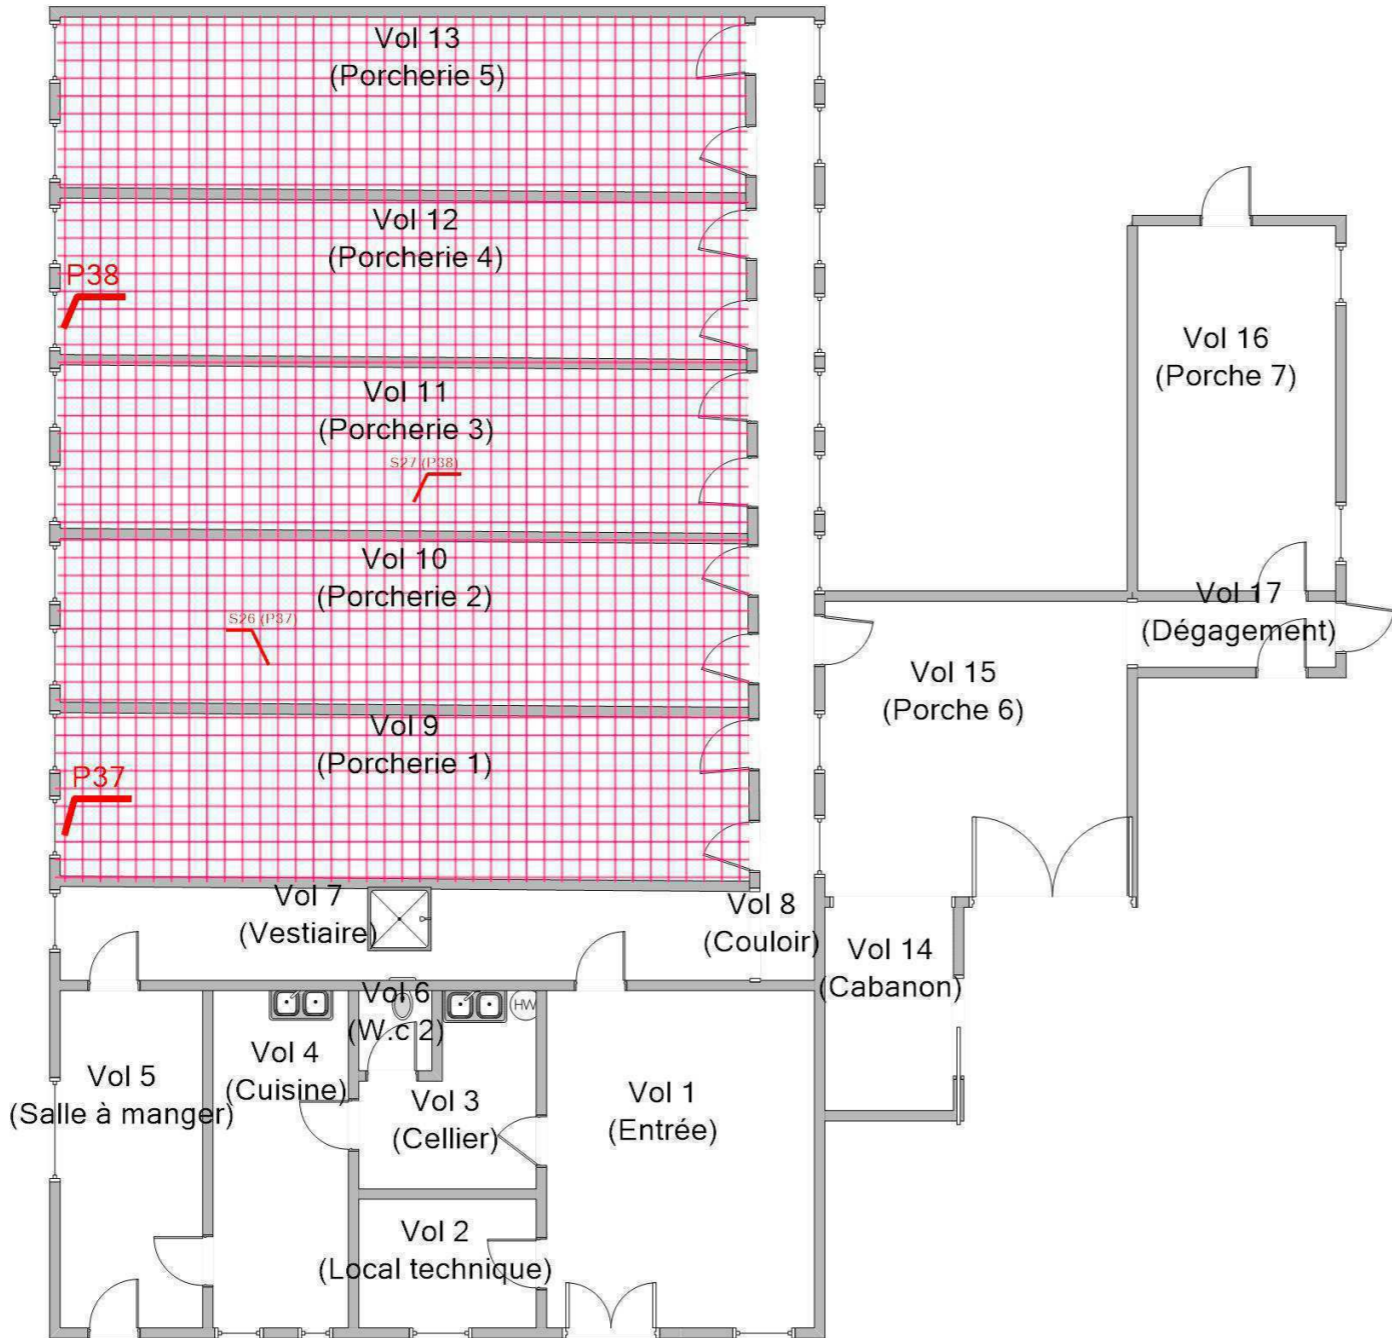 Vol 13
(Porcherie 5)
Vol 12
(Porcherie 4)
P38
Vol 16
(Porche 7)
Vol 11
(Porcherie 3)
S27 (P38)
Vol 10
(Porcherie 2)
S26 (P37)
Vol 17
(Dégagement)
Vol 15
(Porche 6)
Vol 9
(Porcherie 1)
P37
Vol 7
(Vestiaire)
Vol 8
(Couloir)
Vol 14
(Cabanon)
Vol 6
(W.c 2)
HW
Vol 4
(Cuisine)
Vol 5
(Salle à manger)
Vol 3
(Cellier)
Vol 1
(Entrée)
Vol 2
(Local technique)